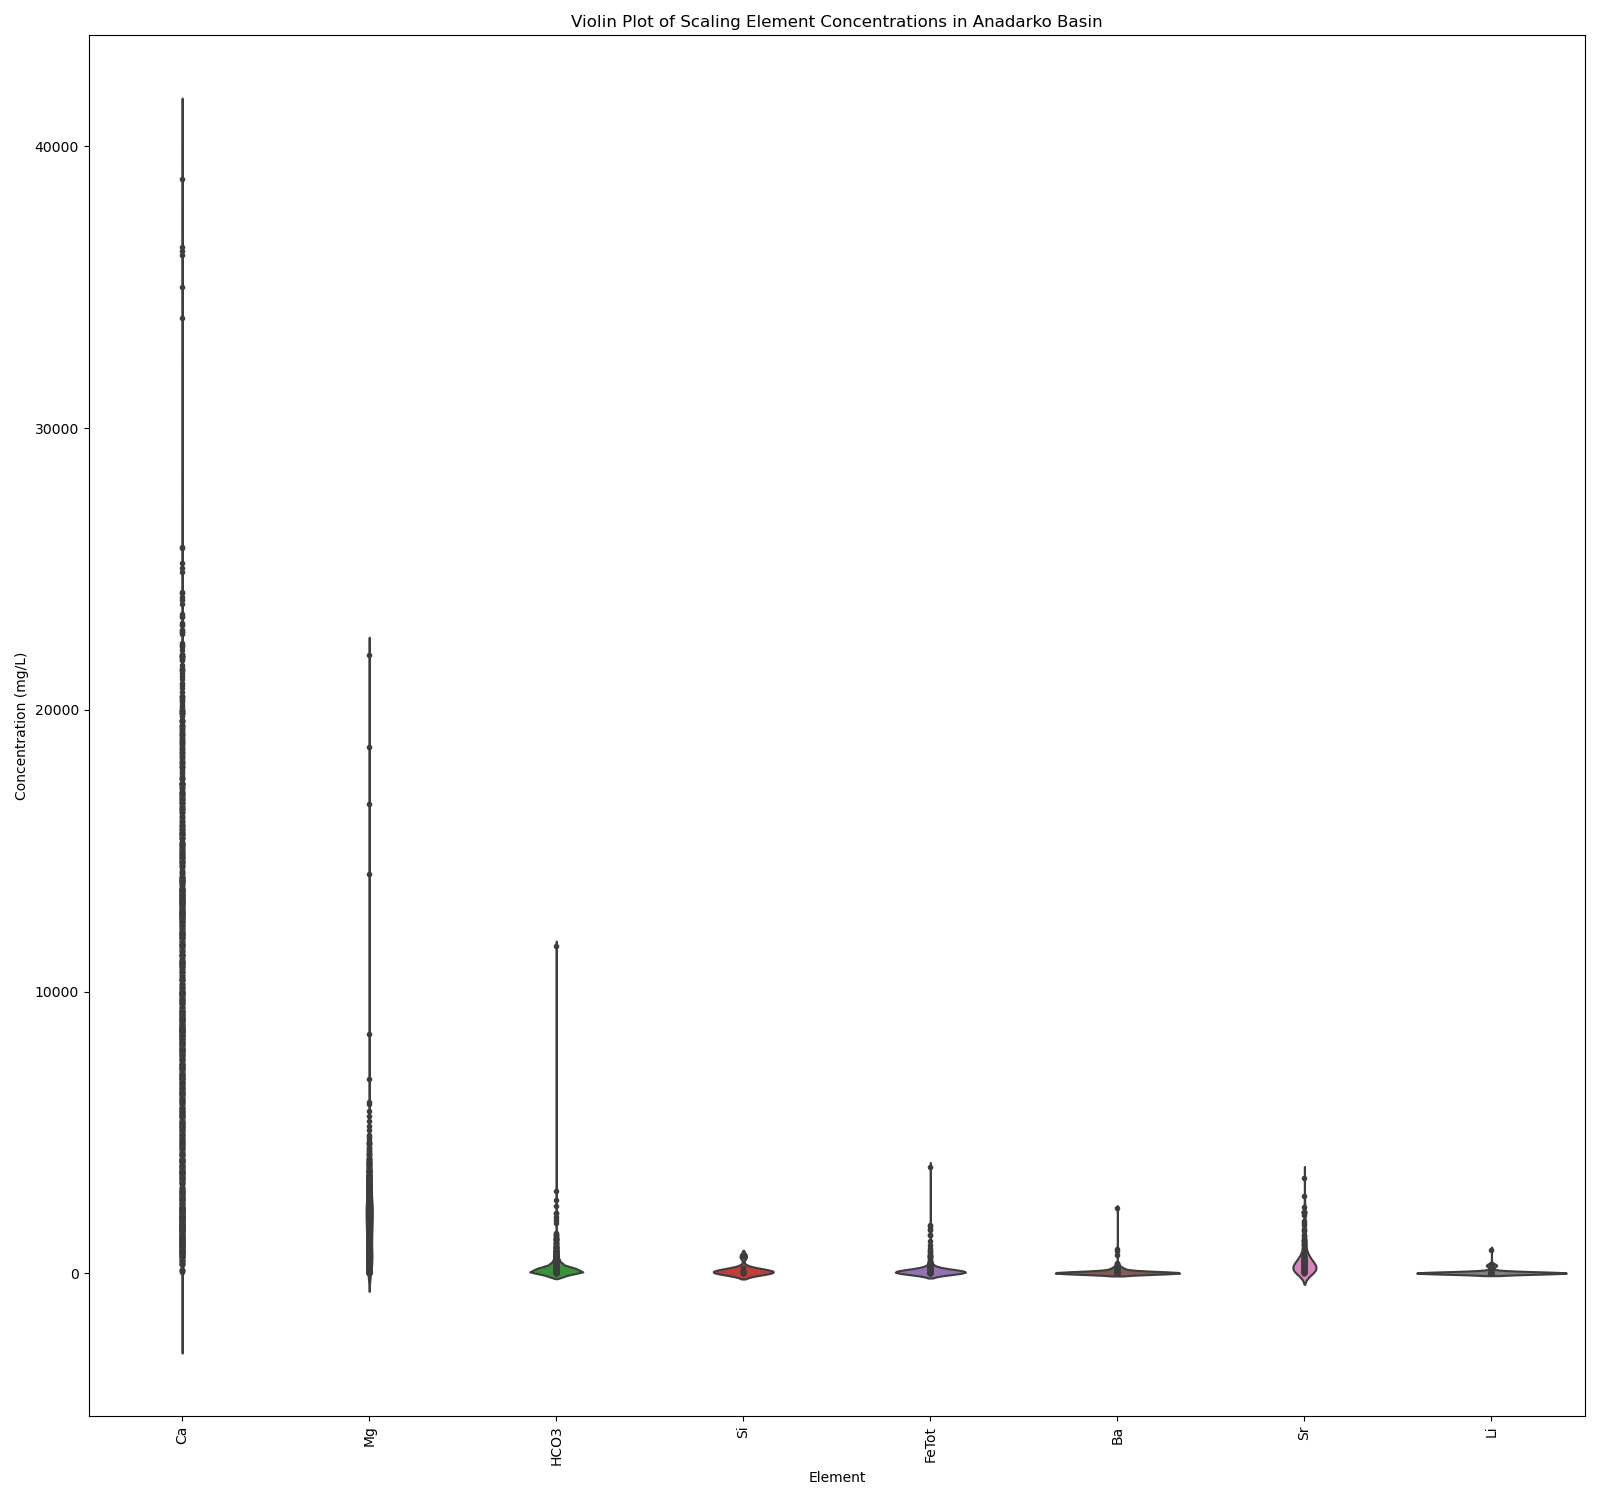 Violin Plot of Scaling Element Concentrations in Anadarko Basin
40000
30000
20000
10000
0
Concentration (mg/L)
Ca
Mg
HCO3
Si
FeTot
Ba
Sr
Li
Element